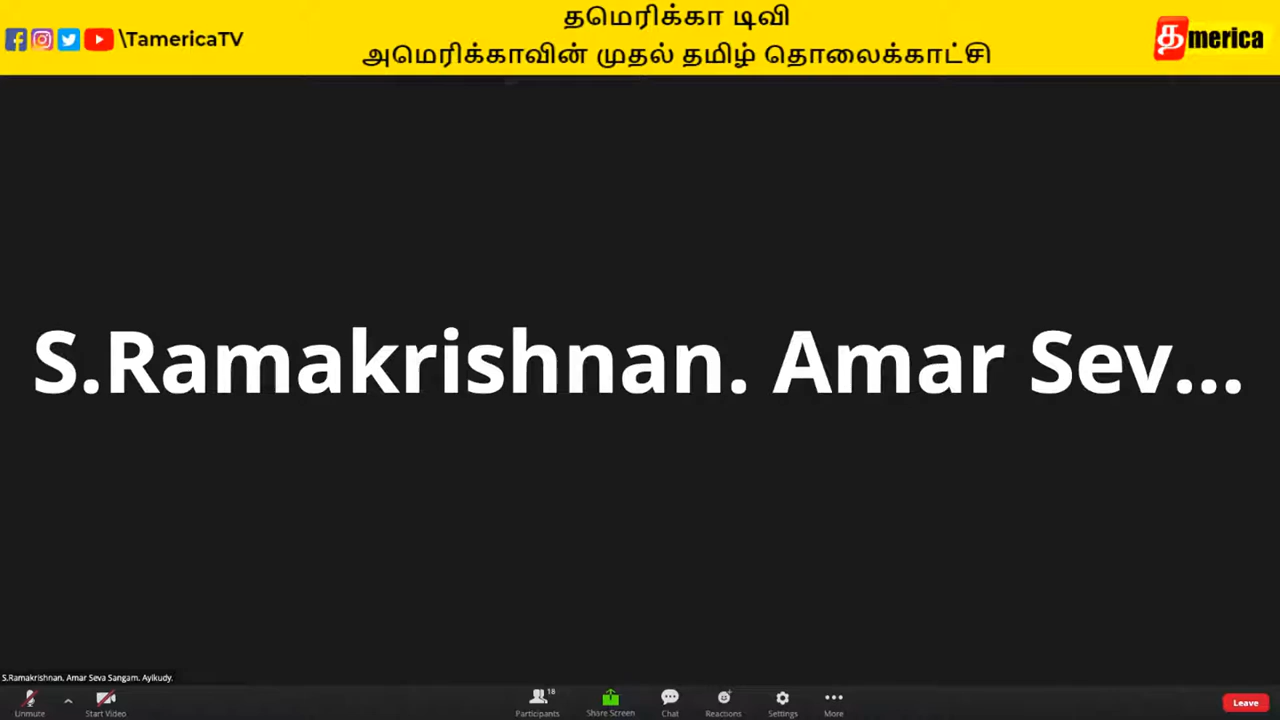 தமெரிக்கா டிவி
\TamericaTV
அமெரிக்காவின் முதல் தமிழ் தொலைக்காட்சி
தmerica
S.Ramakrishnan. Amar Sev...
S.Ramakrishnan. Amar Seva Sangam. Ayikudy.
Unmute
Start Video
Participants
18
Share Screen
Chat
Reactions
Settings
More
Leave